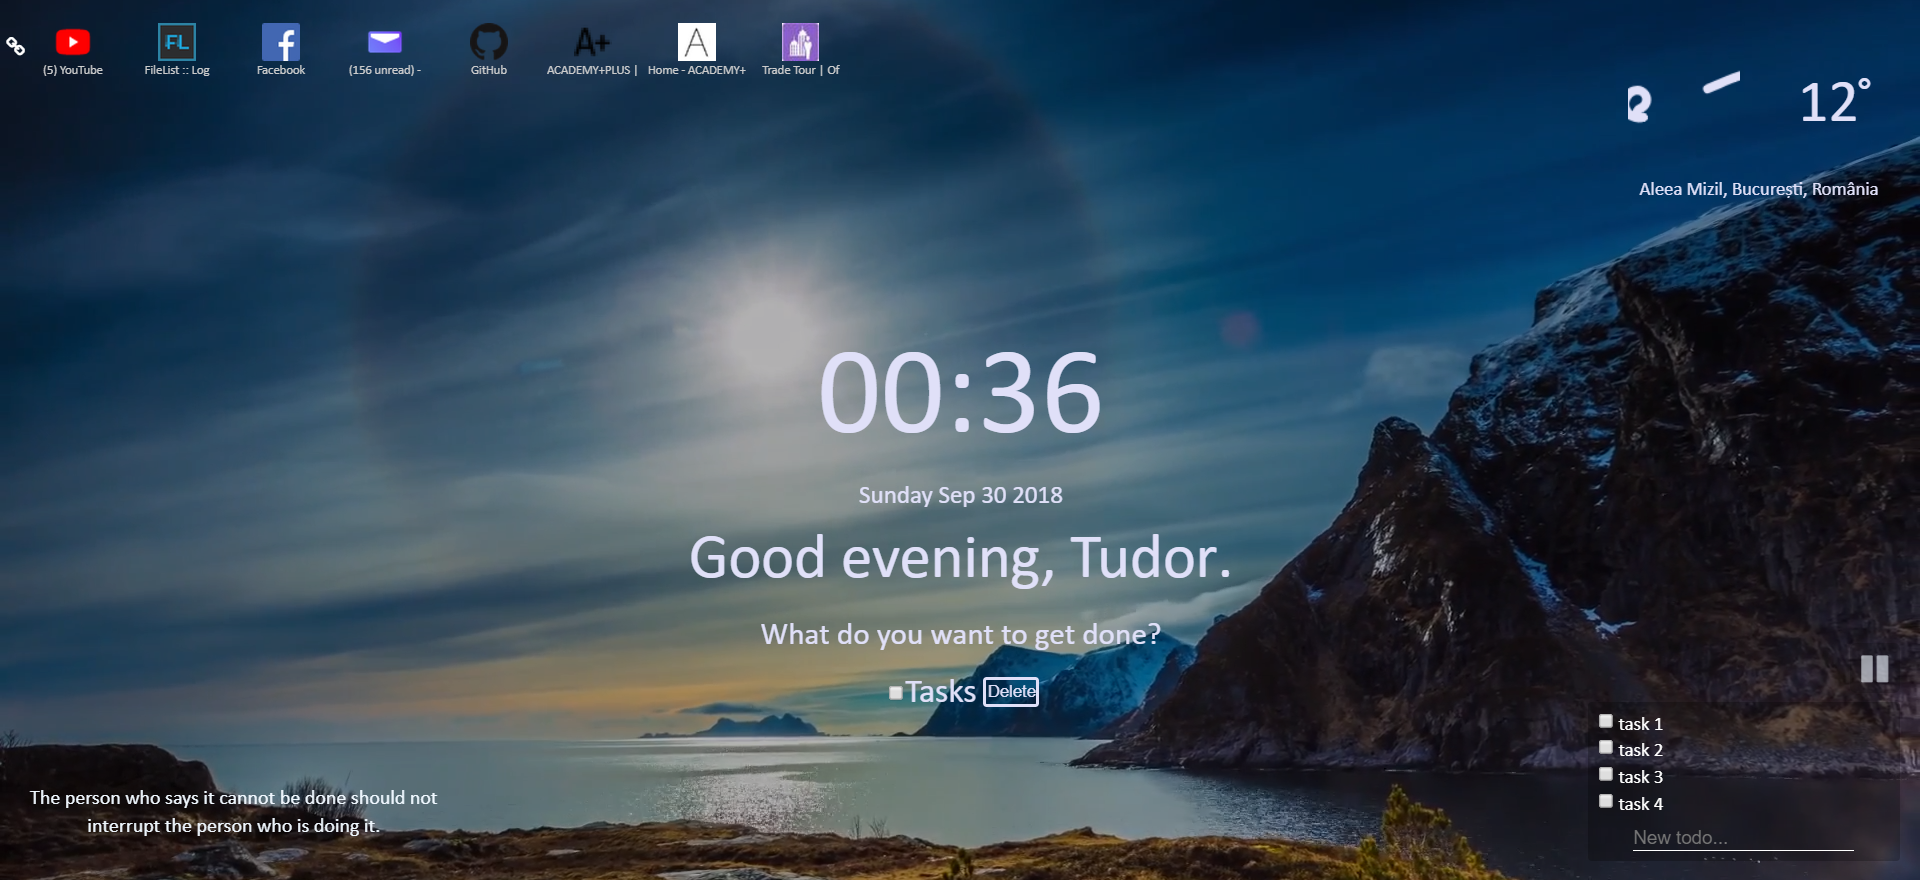 (5) YouTube
FL
FileList :: Log
Facebook
(156 unread) -
GitHub
A+
ACADEMY+PLUS |
A
Home - ACADEMY+
Trade Tour | Of
12°
Aleea Mizil, București, România
00:36
Sunday Sep 30 2018
Good evening, Tudor.
What do you want to get done?
Tasks Delete
The person who says it cannot be done should not
interrupt the person who is doing it.
task 1
task 2
task 3
task 4
New todo...